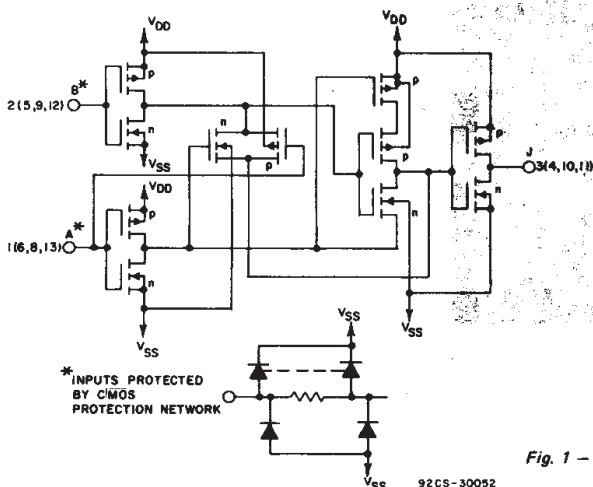 VDD
VDD
B*
p
p
J
2(5,9,12)
n
n
p
p
3(4,10,11)
VSS
VDD
p
n
n
A*
p
1(6,8,13)
n
VSS
VSS
VSS
*INPUTS PROTECTED
BY CMOS
PROTECTION NETWORK
VSS
92CS-30052
Fig. 1 –